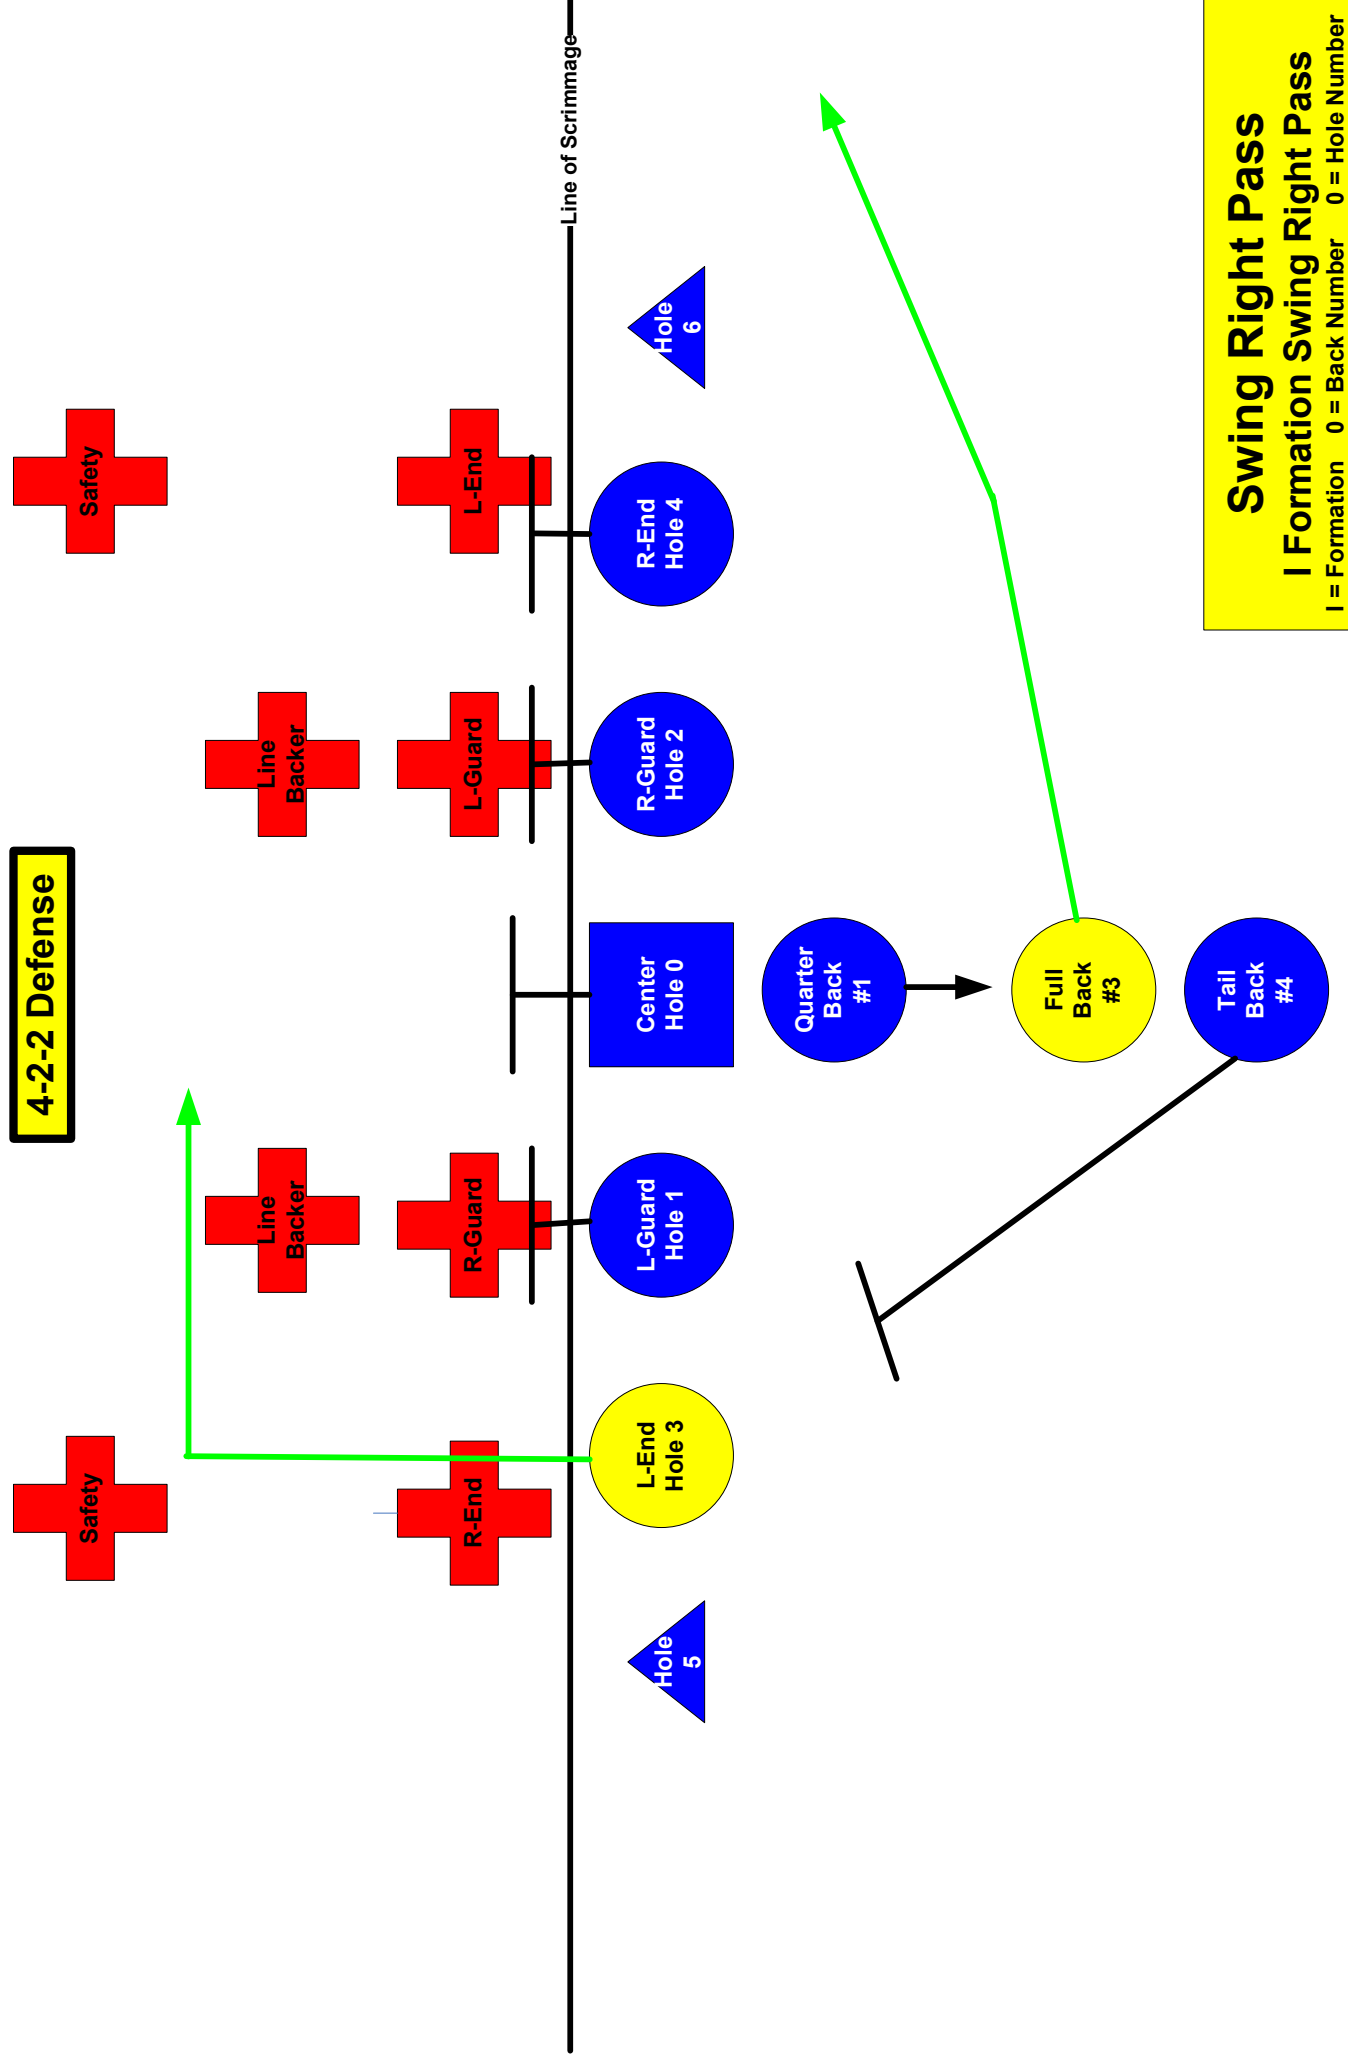 4-2-2 Defense
Safety
Safety
Line
Backer
Line
Backer
R-End
R-Guard
L-Guard
L-End
Line of Scrimmage
Hole
5
L-End
Hole 3
L-Guard
Hole 1
Center
Hole 0
R-Guard
Hole 2
R-End
Hole 4
Hole
6
Quarter
Back
#1
Full
Back
#3
Tail
Back
#4
Swing Right Pass
I Formation Swing Right Pass
I = Formation 0 = Back Number 0 = Hole Number